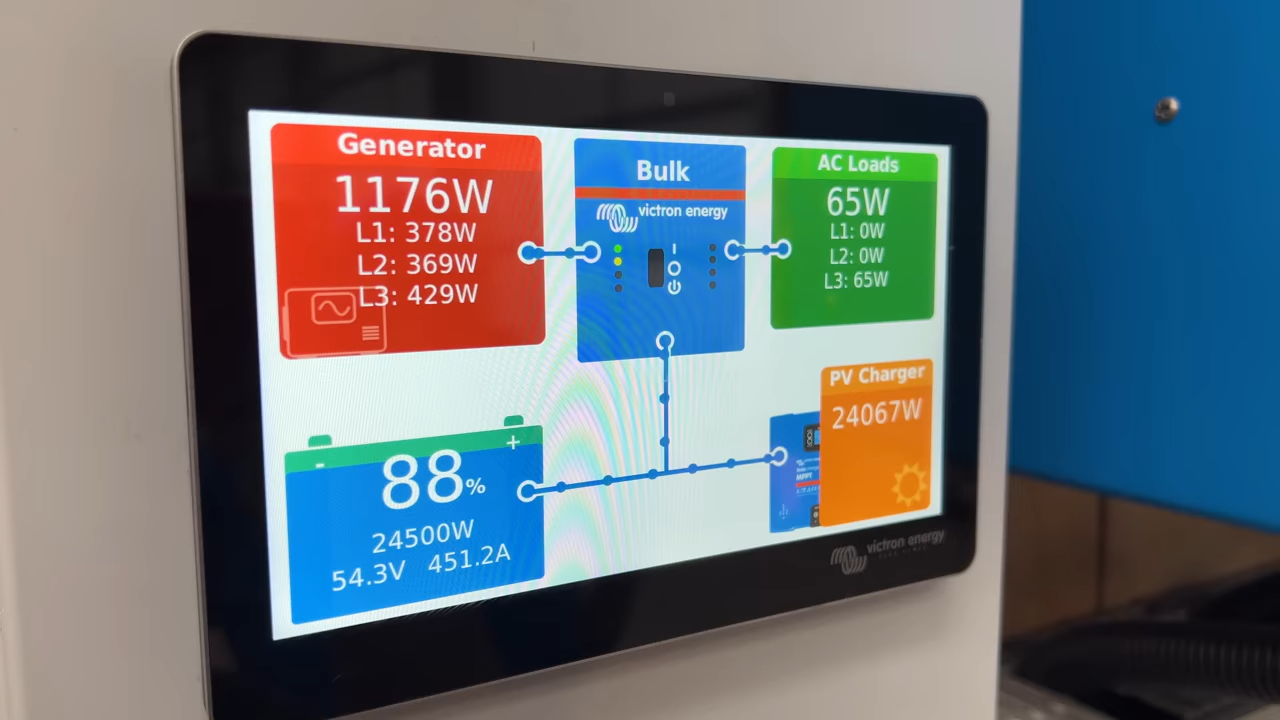 Generator
1176W
L1: 378W
L2: 369W
L3: 429W
Bulk
victron energy
AC Loads
65W
L1: 0W
L2: 0W
L3: 65W
PV Charger
24067W
MPPT
- +
88%
24500W
54.3V 451.2A
victron energy